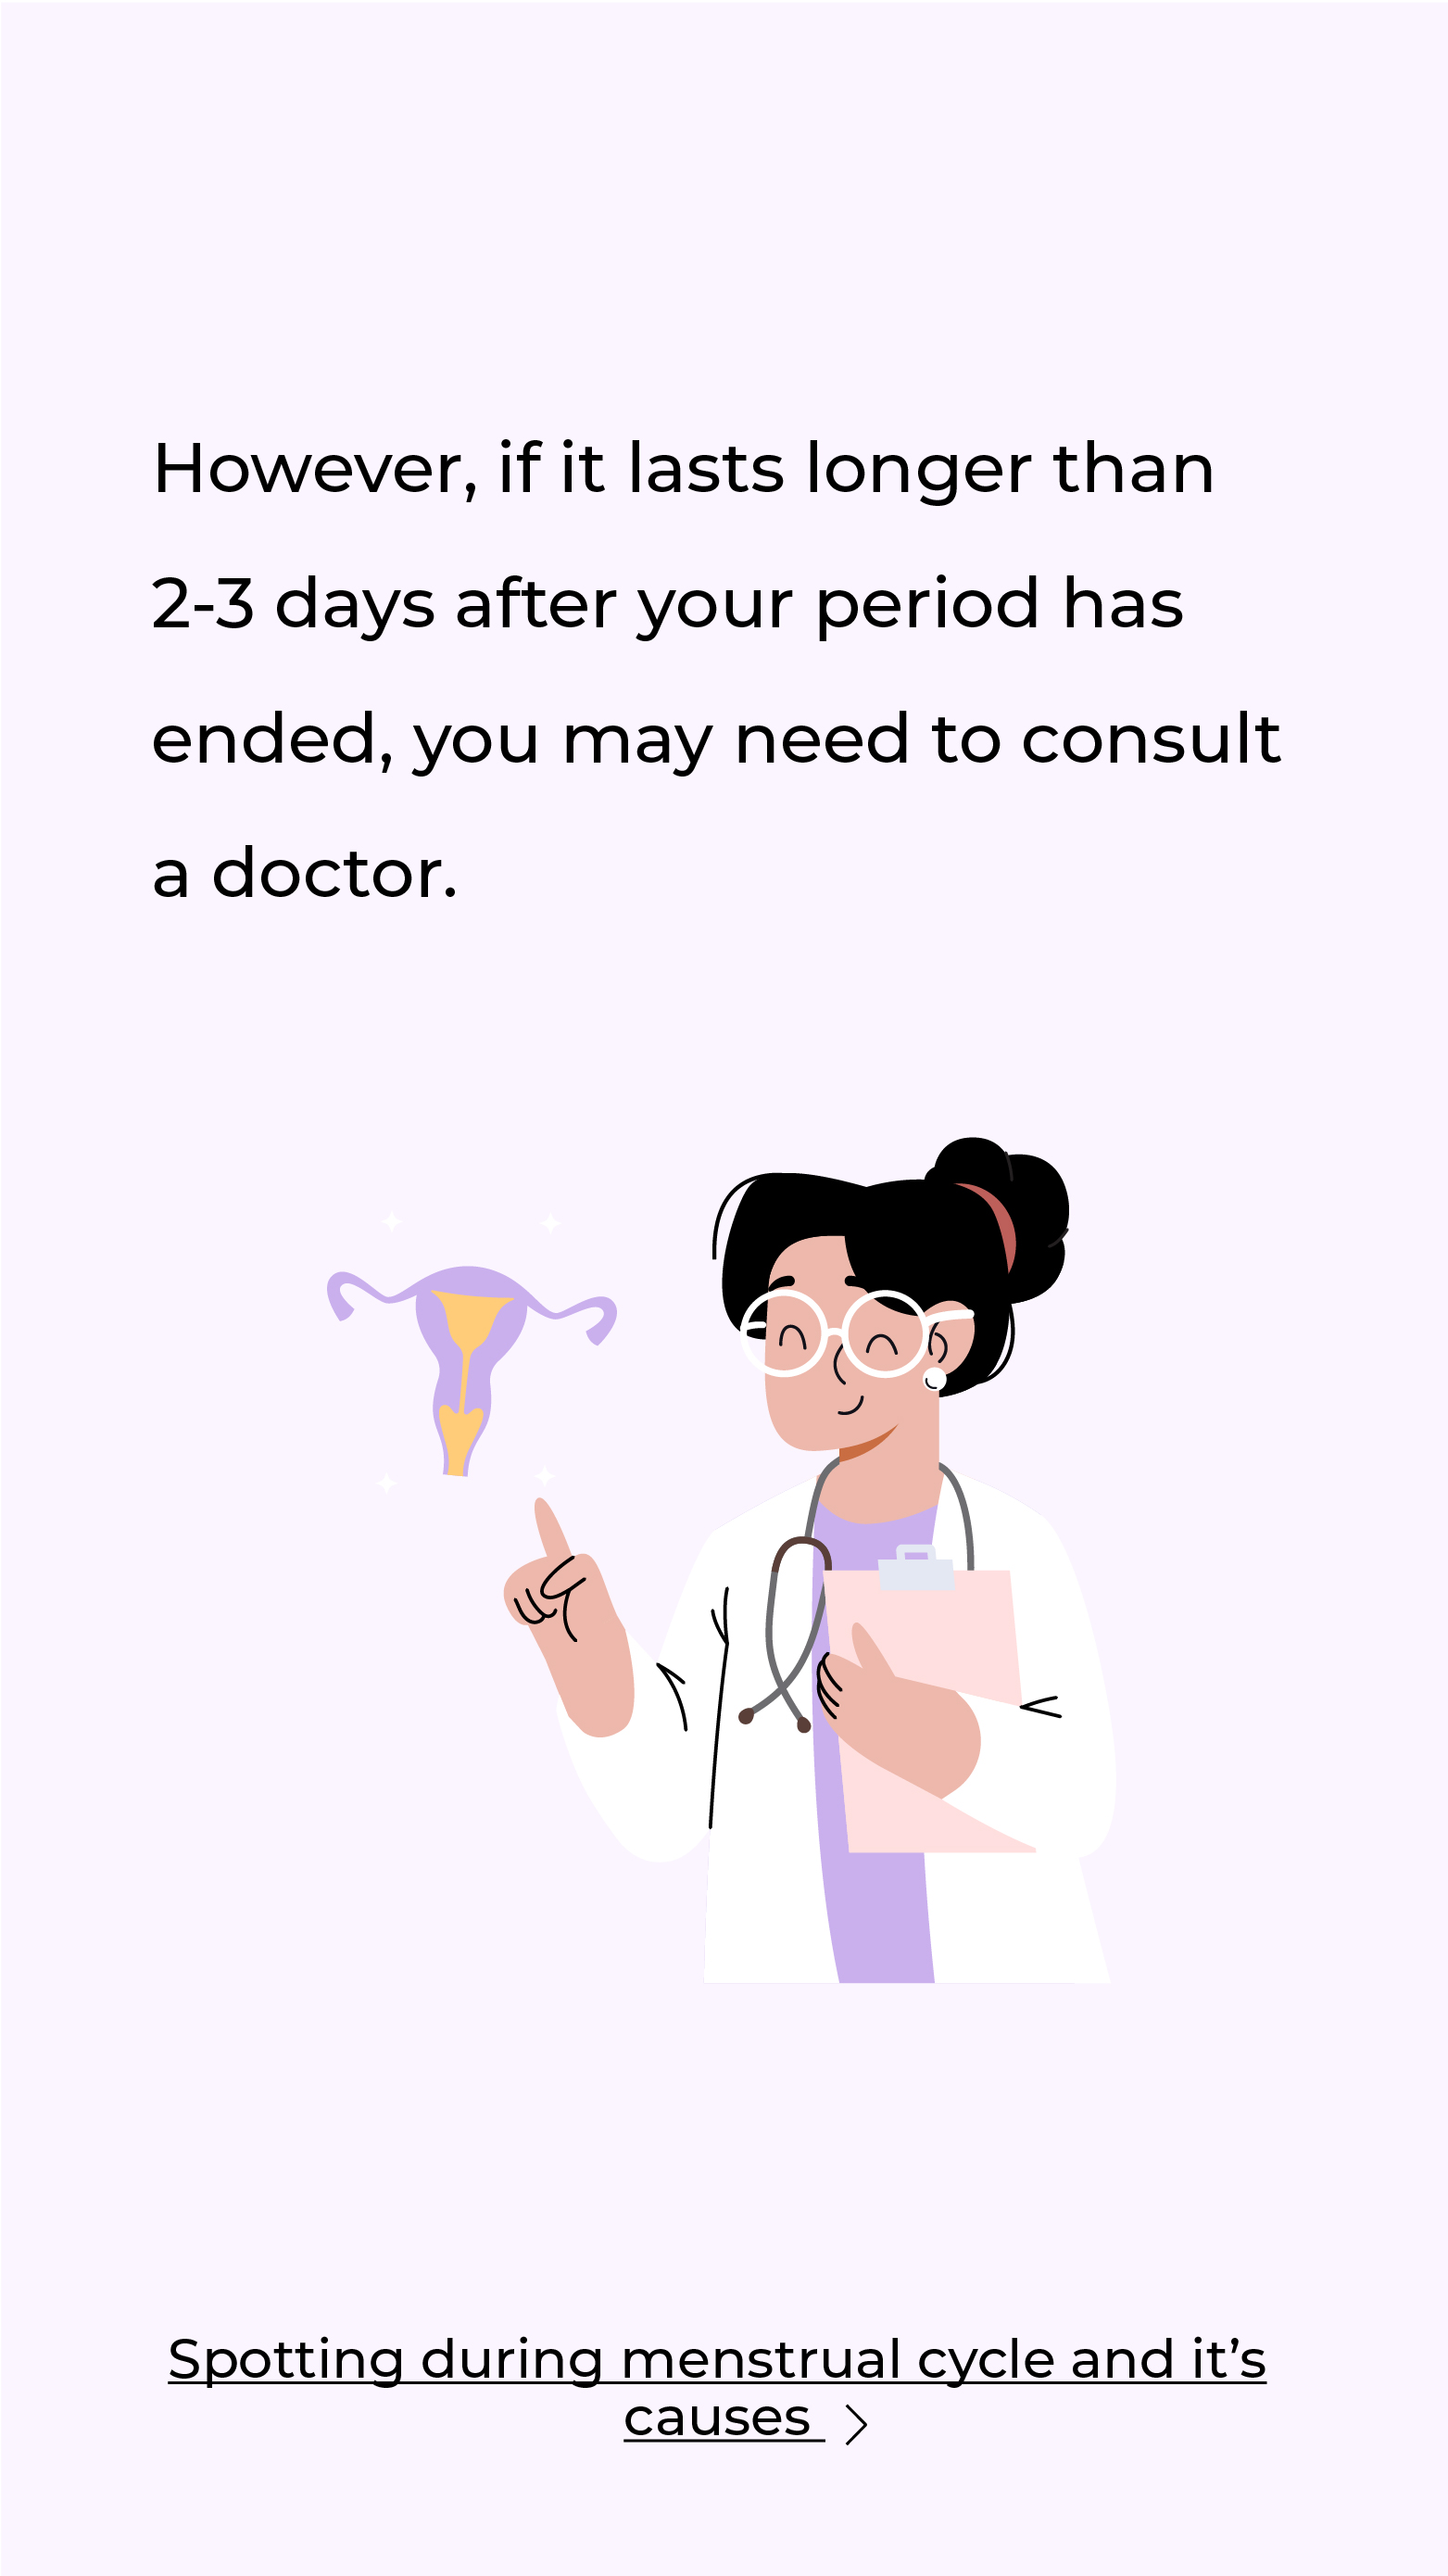 However, if it lasts longer than
2-3 days after your period has
ended, you may need to consult
a doctor.
Spotting during menstrual cycle and it’s
causes >